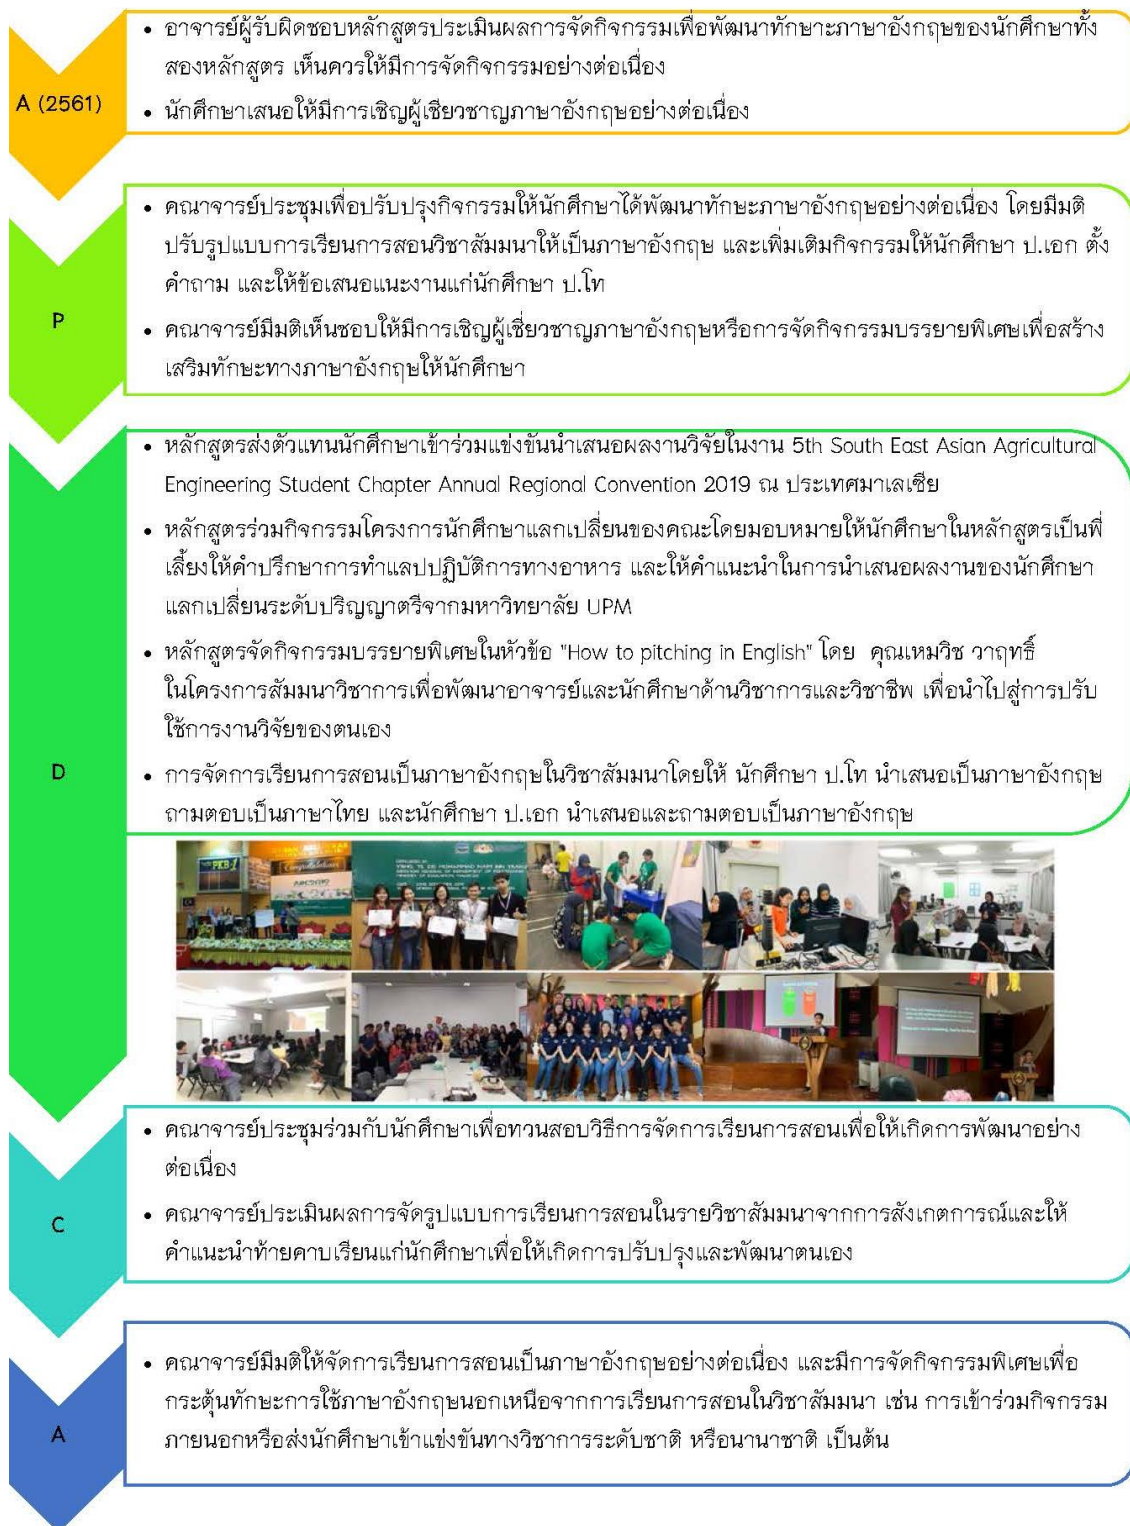 A (2561)
• อาจารย์ผู้รับผิดชอบหลักสูตรประเมินผลการจัดกิจกรรมเพื่อพัฒนาทักษะภาษาอังกฤษของนักศึกษาทั้ง
สองหลักสูตร เห็นควรให้มีการจัดกิจกรรมอย่างต่อเนื่อง
• นักศึกษาเสนอให้มีการเชิญผู้เชียวชาญภาษาอังกฤษอย่างต่อเนื่อง
P
• คณาจารย์ประชุมเพื่อปรับปรุงกิจกรรมให้นักศึกษาได้พัฒนาทักษะภาษาอังกฤษอย่างต่อเนื่อง โดยมีมติ
ปรับรูปแบบการเรียนการสอนวิชาสัมมนาให้เป็นภาษาอังกฤษ และเพิ่มเติมกิจกรรมให้นักศึกษา ป.เอก ตั้ง
คำถาม และให้ข้อเสนอแนะงานแก่นักศึกษา ป.โท
• คณาจารย์มีมติเห็นชอบให้มีการเชิญผู้เชี่ยวชาญภาษาอังกฤษหรือการจัดกิจกรรมบรรยายพิเศษเพื่อสร้าง
เสริมทักษะทางภาษาอังกฤษให้นักศึกษา
D
• หลักสูตรส่งตัวแทนนักศึกษาเข้าร่วมแข่งขันนำเสนอผลงานวิจัยในงาน 5th South East Asian Agricultural
Engineering Student Chapter Annual Regional Convention 2019 ณ ประเทศมาเลเซีย
• หลักสูตรร่วมกิจกรรมโครงการนักศึกษาแลกเปลี่ยนของคณะโดยมอบหมายให้นักศึกษาในหลักสูตรเป็นพี่
เลี้ยงให้คำปรึกษาการทำแลปปฏิบัติการทางอาหาร และให้คำแนะนำในการนำเสนอผลงานของนักศึกษา
แลกเปลี่ยนระดับปริญญาตรีจากมหาวิทยาลัย UPM
• หลักสูตรจัดกิจกรรมบรรยายพิเศษในหัวข้อ "How to pitching in English" โดย คุณเหมวิช วาฤทธิ์
ในโครงการสัมมนาวิชาการเพื่อพัฒนาอาจารย์และนักศึกษาด้านวิชาการและวิชาชีพ เพื่อนำไปสู่การปรับ
ใช้การงานวิจัยของตนเอง
• การจัดการเรียนการสอนเป็นภาษาอังกฤษในวิชาสัมมนาโดยให้ นักศึกษา ป.โท นำเสนอเป็นภาษาอังกฤษ
ถามตอบเป็นภาษาไทย และนักศึกษา ป.เอก นำเสนอและถามตอบเป็นภาษาอังกฤษ
C
• คณาจารย์ประชุมร่วมกับนักศึกษาเพื่อทวนสอบวิธีการจัดการเรียนการสอนเพื่อให้เกิดการพัฒนาอย่าง
ต่อเนื่อง
• คณาจารย์ประเมินผลการจัดรูปแบบการเรียนการสอนในรายวิชาสัมมนาจากการสังเกตการณ์และให้
คำแนะนำท้ายคาบเรียนแก่นักศึกษาเพื่อให้เกิดการปรับปรุงและพัฒนาตนเอง
A
• คณาจารย์มีมติให้จัดการเรียนการสอนเป็นภาษาอังกฤษอย่างต่อเนื่อง และมีการจัดกิจกรรมพิเศษเพื่อ
กระตุ้นทักษะการใช้ภาษาอังกฤษนอกเหนือจากการเรียนการสอนในวิชาสัมมนา เช่น การเข้าร่วมกิจกรรม
ภายนอกหรือส่งนักศึกษาเข้าแข่งขันทางวิชาการระดับชาติ หรือนานาชาติ เป็นต้น